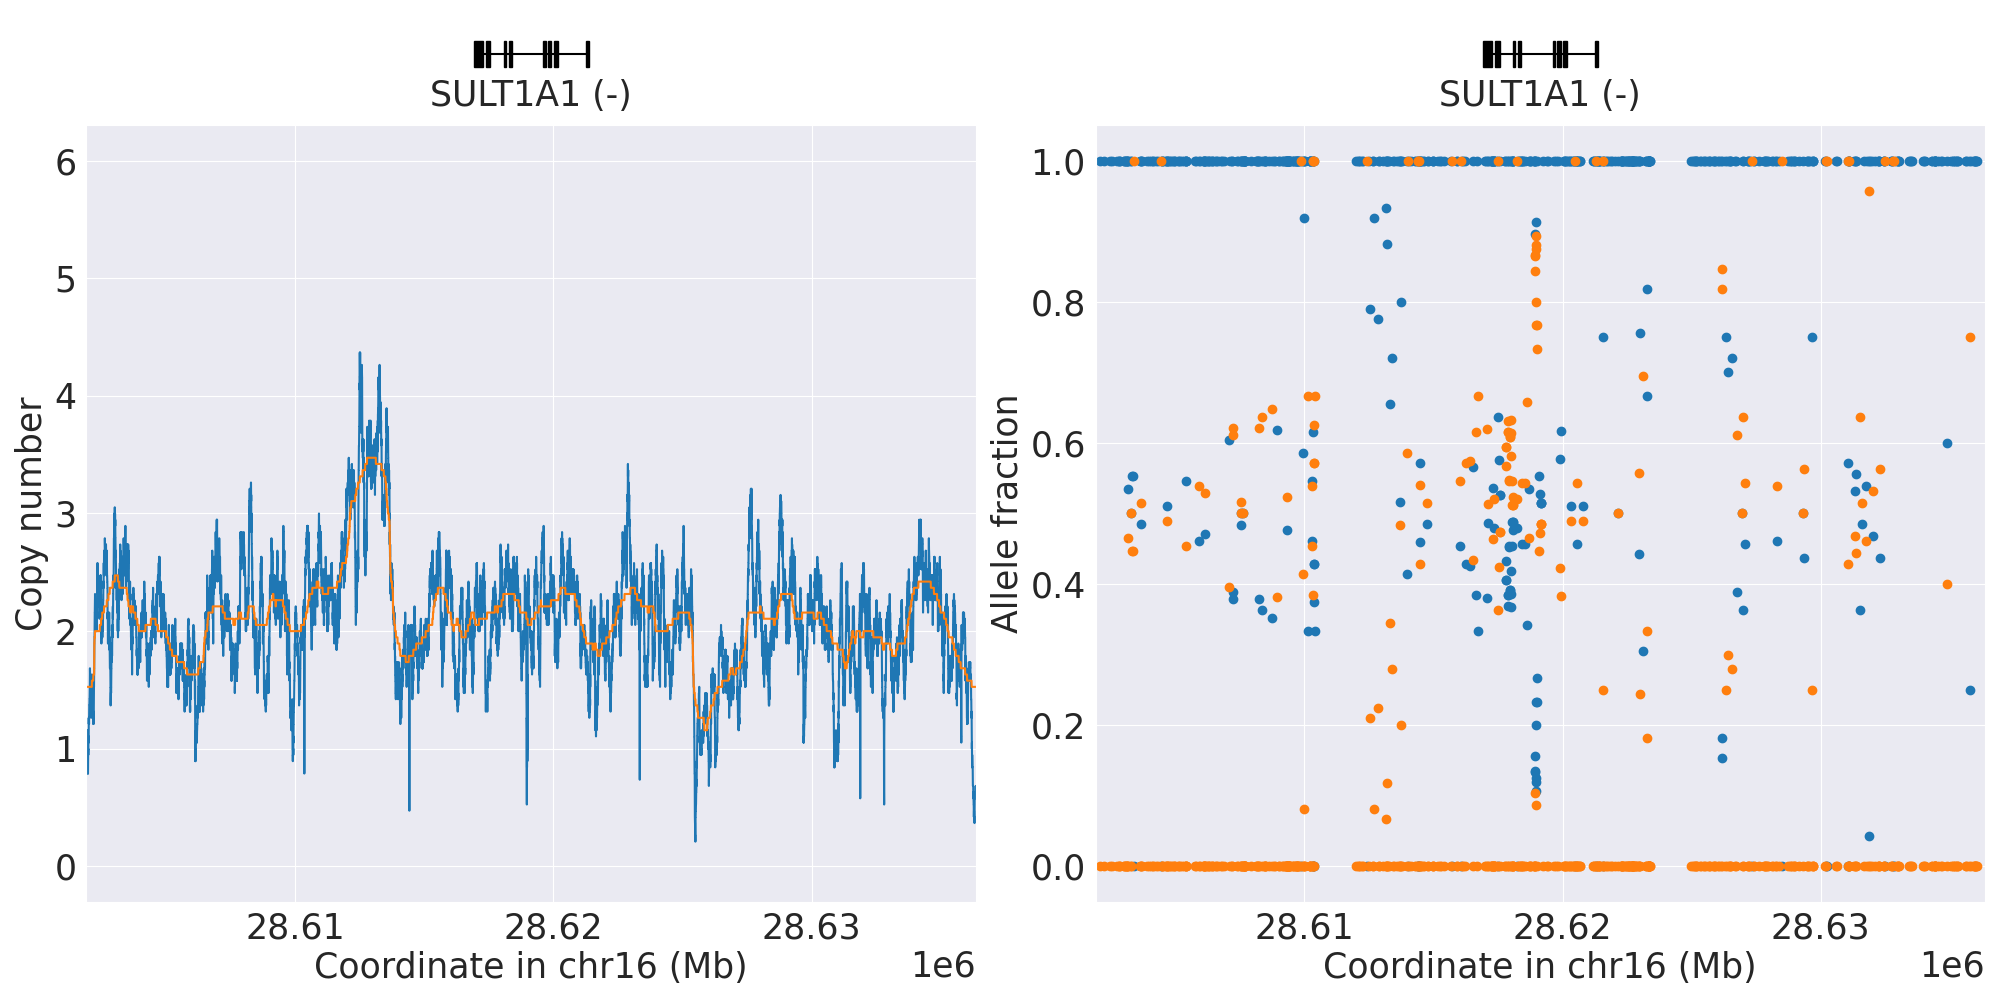 SULT1A1 (-)
6
5
4
3
2
1
0
Copy number
28.61 28.62 28.63
Coordinate in chr16 (Mb) 1e6
SULT1A1 (-)
1.0
0.8
0.6
0.4
0.2
0.0
Allele fraction
28.61 28.62 28.63
Coordinate in chr16 (Mb) 1e6